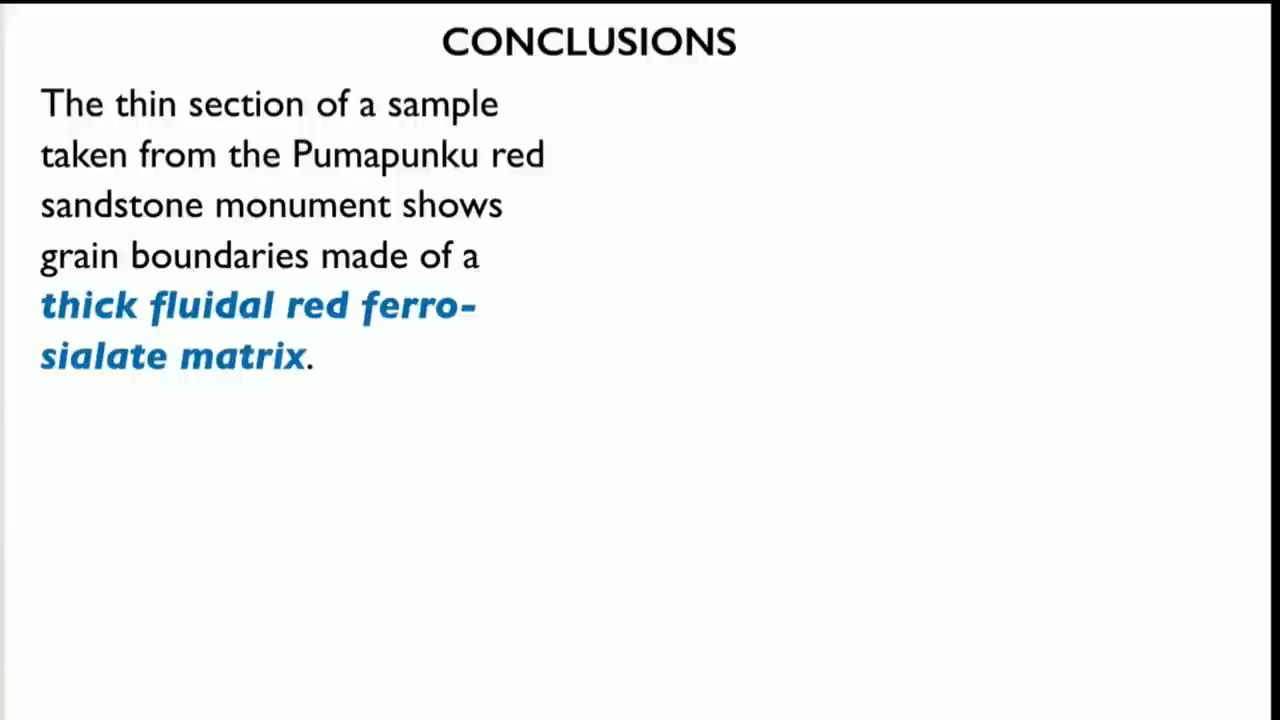 CONCLUSIONS
The thin section of a sample
taken from the Pumapunku red
sandstone monument shows
grain boundaries made of a
thick fluidal red ferro-
sialate matrix.